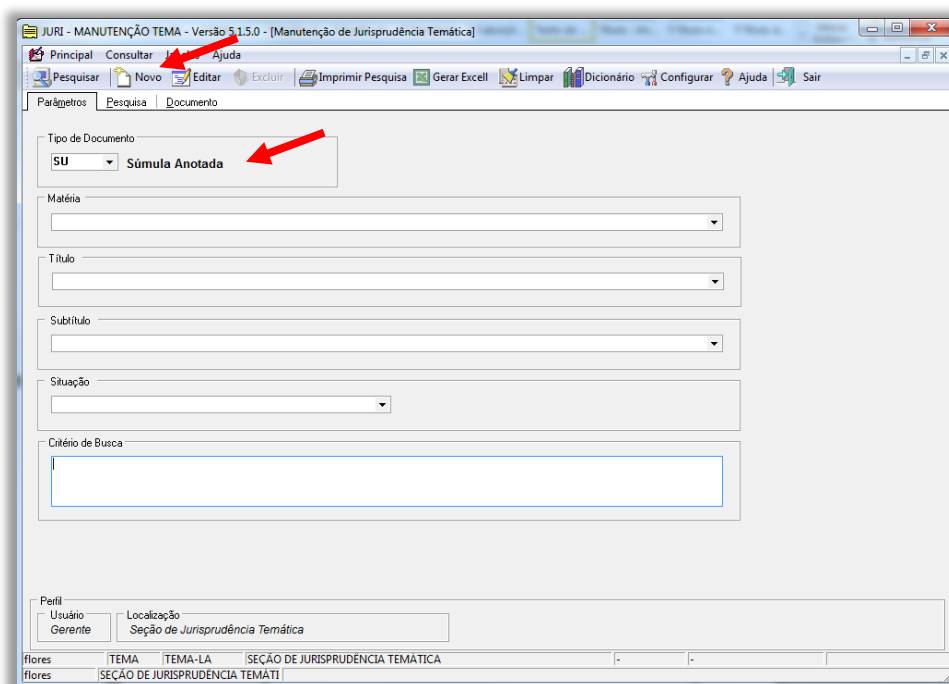 JURI - MANUTENÇÃO TEMA - Versão 5.1.5.0 - [Manutenção de Jurisprudência Temática]
Principal Consultar Ajuda
Pesquisar Novo Editar Excluir Imprimir Pesquisa Gerar Excell Limpar Dicionário Configurar Ajuda Sair
Parâmetros Pesquisa Documento
Tipo de Documento
SU Súmula Anotada
Matéria
Título
Subtítulo
Situação
Critério de Busca
Perfil
Usuário Localização
Gerente Seção de Jurisprudência Temática
flores TEMA TEMA-LA SEÇÃO DE JURISPRUDÊNCIA TEMÁTICA - -
flores SEÇÃO DE JURISPRUDÊNCIA TEMÁTI